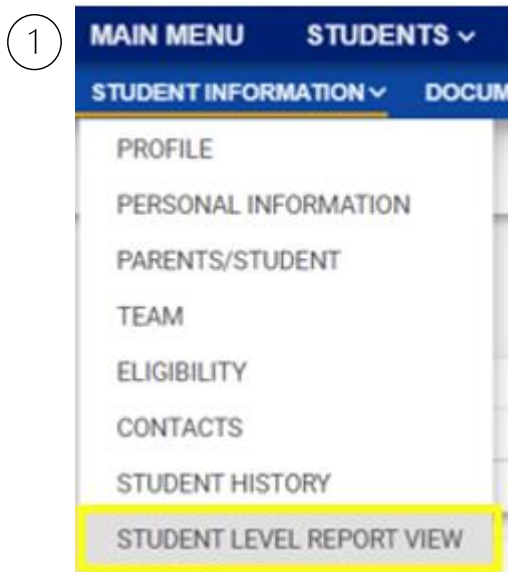 1
MAIN MENU STUDENTS
STUDENT INFORMATION
PROFILE
PERSONAL INFORMATION
PARENTS/STUDENT
TEAM
ELIGIBILITY
CONTACTS
STUDENT HISTORY
STUDENT LEVEL REPORT VIEW